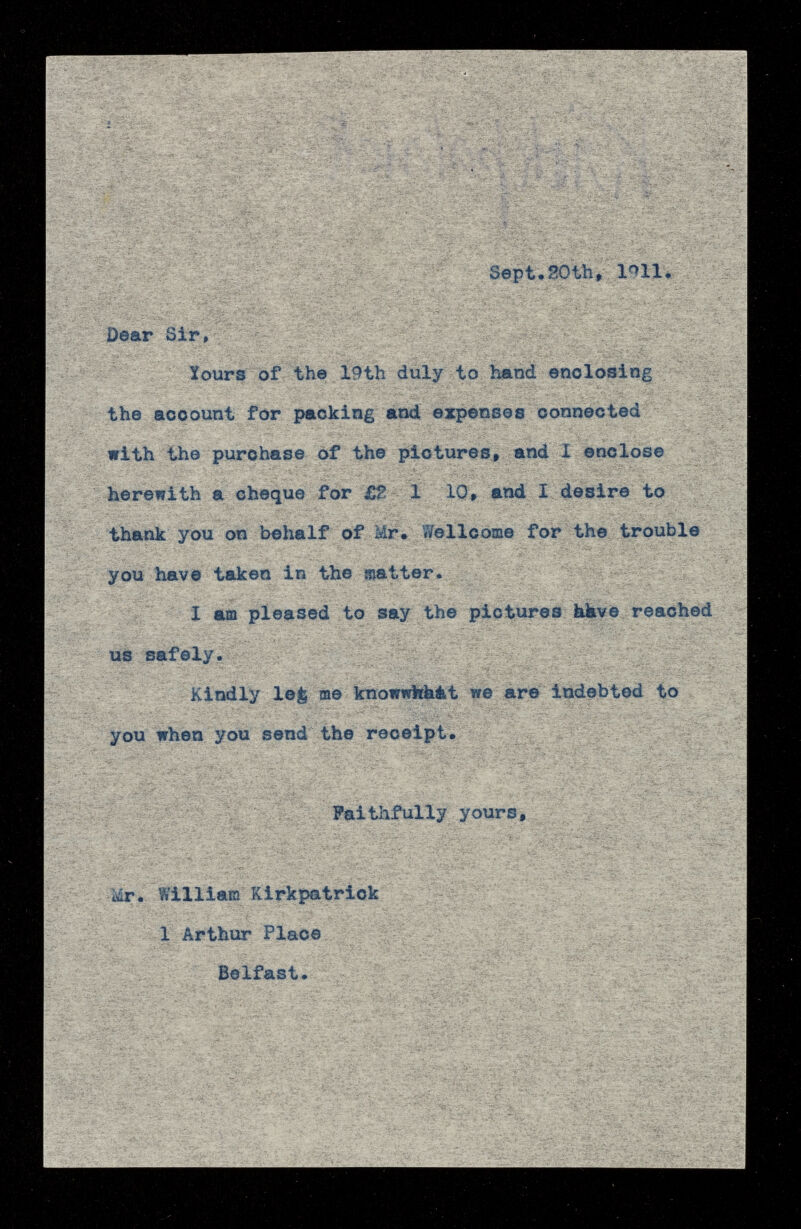 Sept.20th, 1911.
Dear Sir,
Yours of the 19th duly to hand enclosing
the account for packing and expenses connected
with the purchase of the pictures, and I enclose
herewith a cheque for £2 1 10, and I desire to
thank you on behalf of Mr. Wellcome for the trouble
you have taken in the matter.
I am pleased to say the pictures have reached
us safely.
Kindly let me knowwhat we are indebted to
you when you send the receipt.
Faithfully yours,
Mr. William Kirkpatrick
1 Arthur Place
Belfast.